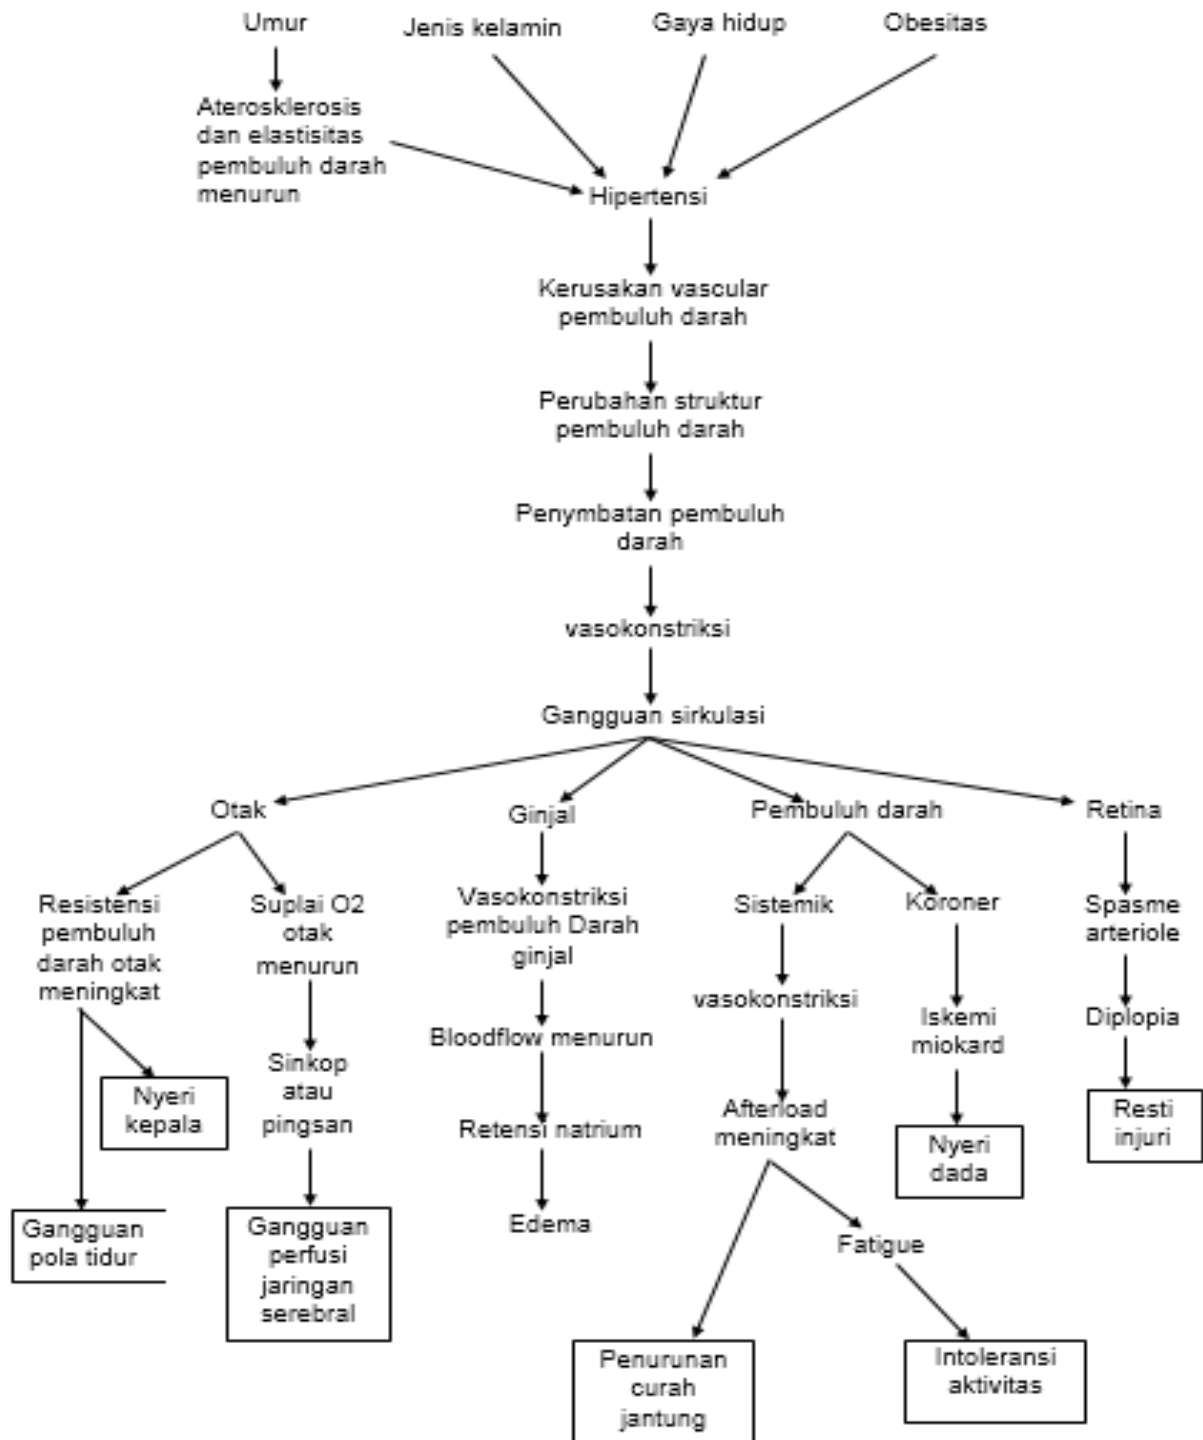 Umur
Jenis kelamin
Gaya hidup
Obesitas
Aterosklerosis
dan elastisitas
pembuluh darah
menurun
Hipertensi
Kerusakan vascular
pembuluh darah
Perubahan struktur
pembuluh darah
Penymbatan pembuluh
darah
vasokonstriksi
Gangguan sirkulasi
Otak
Ginjal
Pembuluh darah
Retina
Resistensi
pembuluh
darah otak
meningkat
Suplai O2
otak
menurun
Vasokonstriksi
pembuluh Darah
ginjal
Sistemik
Koroner
Spasme
arteriole
vasokonstriksi
Bloodflow menurun
Iskemi
miokard
Diplopia
Nyeri
kepala
Sinkop
atau
pingsan
Retensi natrium
Afterload
meningkat
Nyeri
dada
Resti
injuri
Gangguan
pola tidur
Gangguan
perfusi
jaringan
serebral
Edema
Fatigue
Penurunan
curah
jantung
Intoleransi
aktivitas